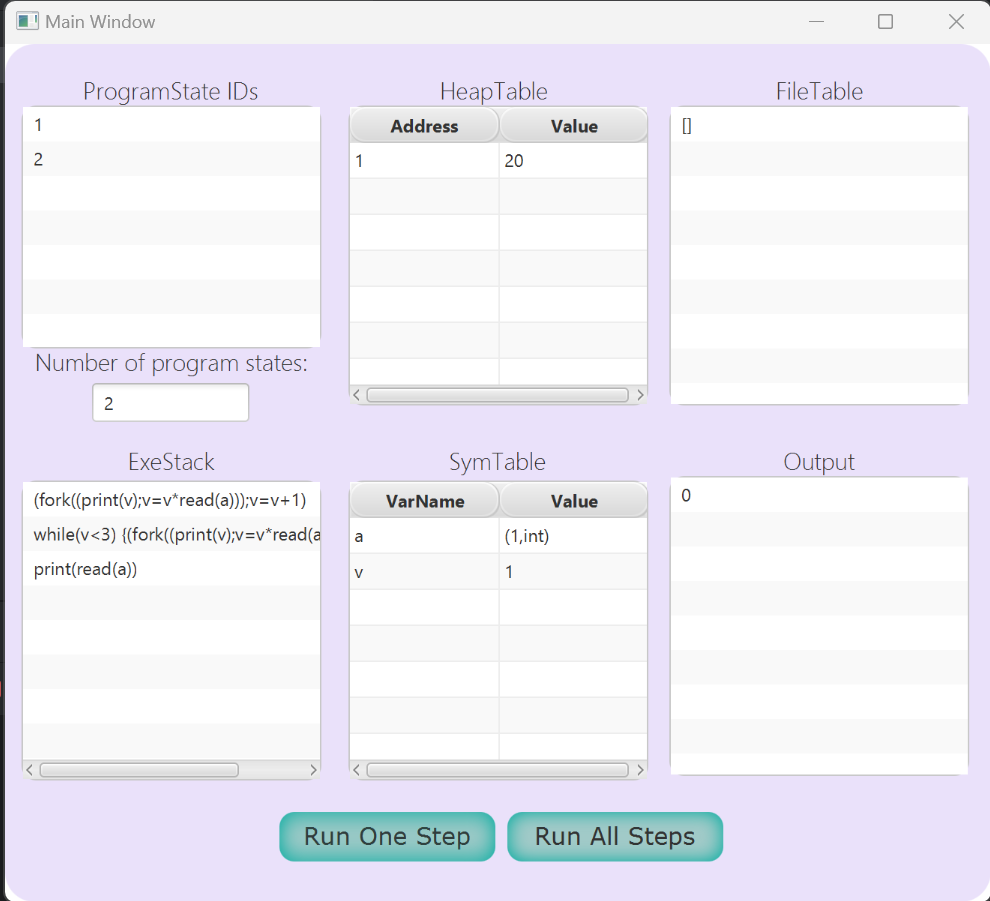 Main Window
ProgramState IDs
1
2
Number of program states:
2
HeapTable
Address Value
1 20
FileTable
[]
ExeStack
(fork((print(v);v=v*read(a)));v=v+1)
while(v<3) {(fork((print(v);v=v*read(a
print(read(a))
SymTable
VarName Value
a (1,int)
v 1
Output
0
Run One Step Run All Steps